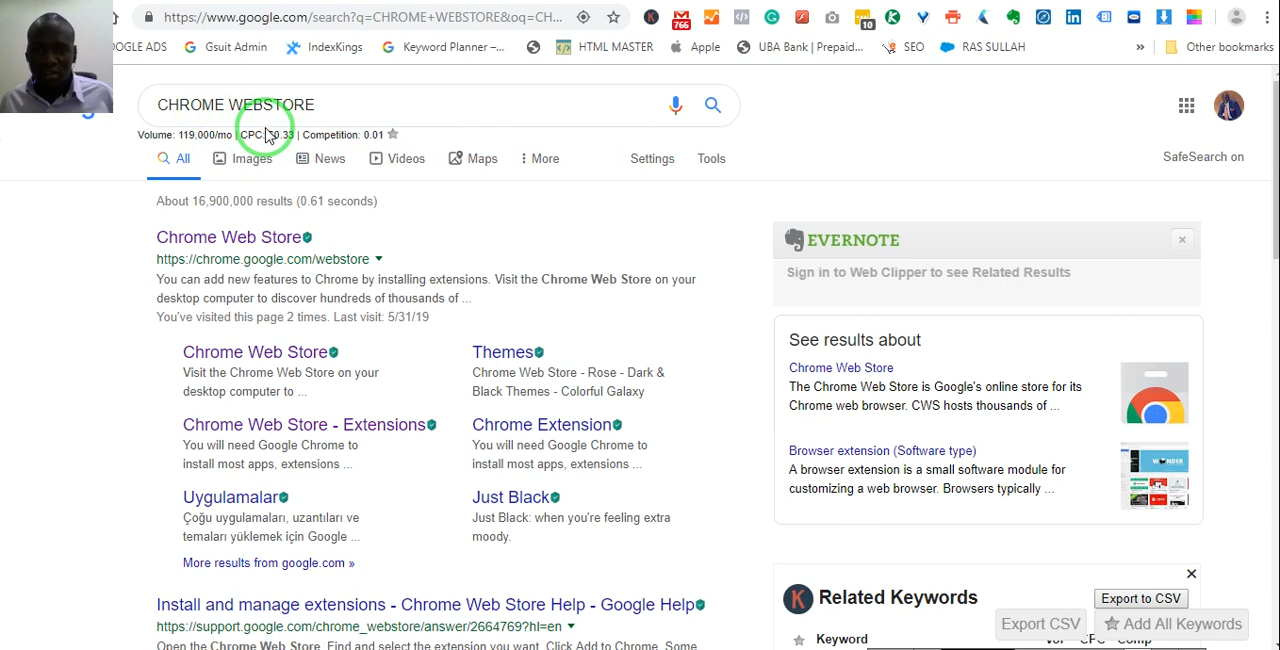 https://www.google.com/search?q=CHROME+WEBSTORE&oq=CH...
766
10
OGLE ADS
Gsuit Admin
IndexKings
Keyword Planner –...
HTML MASTER
Apple
UBA Bank | Prepaid...
SEO
RAS SULLAH
»
Other bookmarks
CHROME WEBSTORE
Volume: 119,000/mo | CPC: $0.33 | Competition: 0.01
All
Images
News
Videos
Maps
More
Settings
Tools
SafeSearch on
About 16,900,000 results (0.61 seconds)
Chrome Web Store
https://chrome.google.com/webstore
You can add new features to Chrome by installing extensions. Visit the Chrome Web Store on your
desktop computer to discover hundreds of thousands of ...
You've visited this page 2 times. Last visit: 5/31/19
Chrome Web Store
Visit the Chrome Web Store on your
desktop computer to ...
Themes
Chrome Web Store - Rose - Dark &
Black Themes - Colorful Galaxy
Chrome Web Store - Extensions
You will need Google Chrome to
install most apps, extensions ...
Chrome Extension
You will need Google Chrome to
install most apps, extensions ...
Uygulamalar
Çoğu uygulamaları, uzantıları ve
temaları yüklemek için Google ...
Just Black
Just Black: when you're feeling extra
moody.
More results from google.com »
Install and manage extensions - Chrome Web Store Help - Google Help
https://support.google.com/chrome_webstore/answer/2664769?hl=en
Open the Chrome Web Store. Find and select the extension you want. Click Add to Chrome. Some
EVERNOTE
Sign in to Web Clipper to see Related Results
See results about
Chrome Web Store
The Chrome Web Store is Google's online store for its
Chrome web browser. CWS hosts thousands of ...
Browser extension (Software type)
A browser extension is a small software module for
customizing a web browser. Browsers typically ...
K
Related Keywords
Export to CSV
Export CSV
Add All Keywords
Keyword
Vol
CPC
Comp